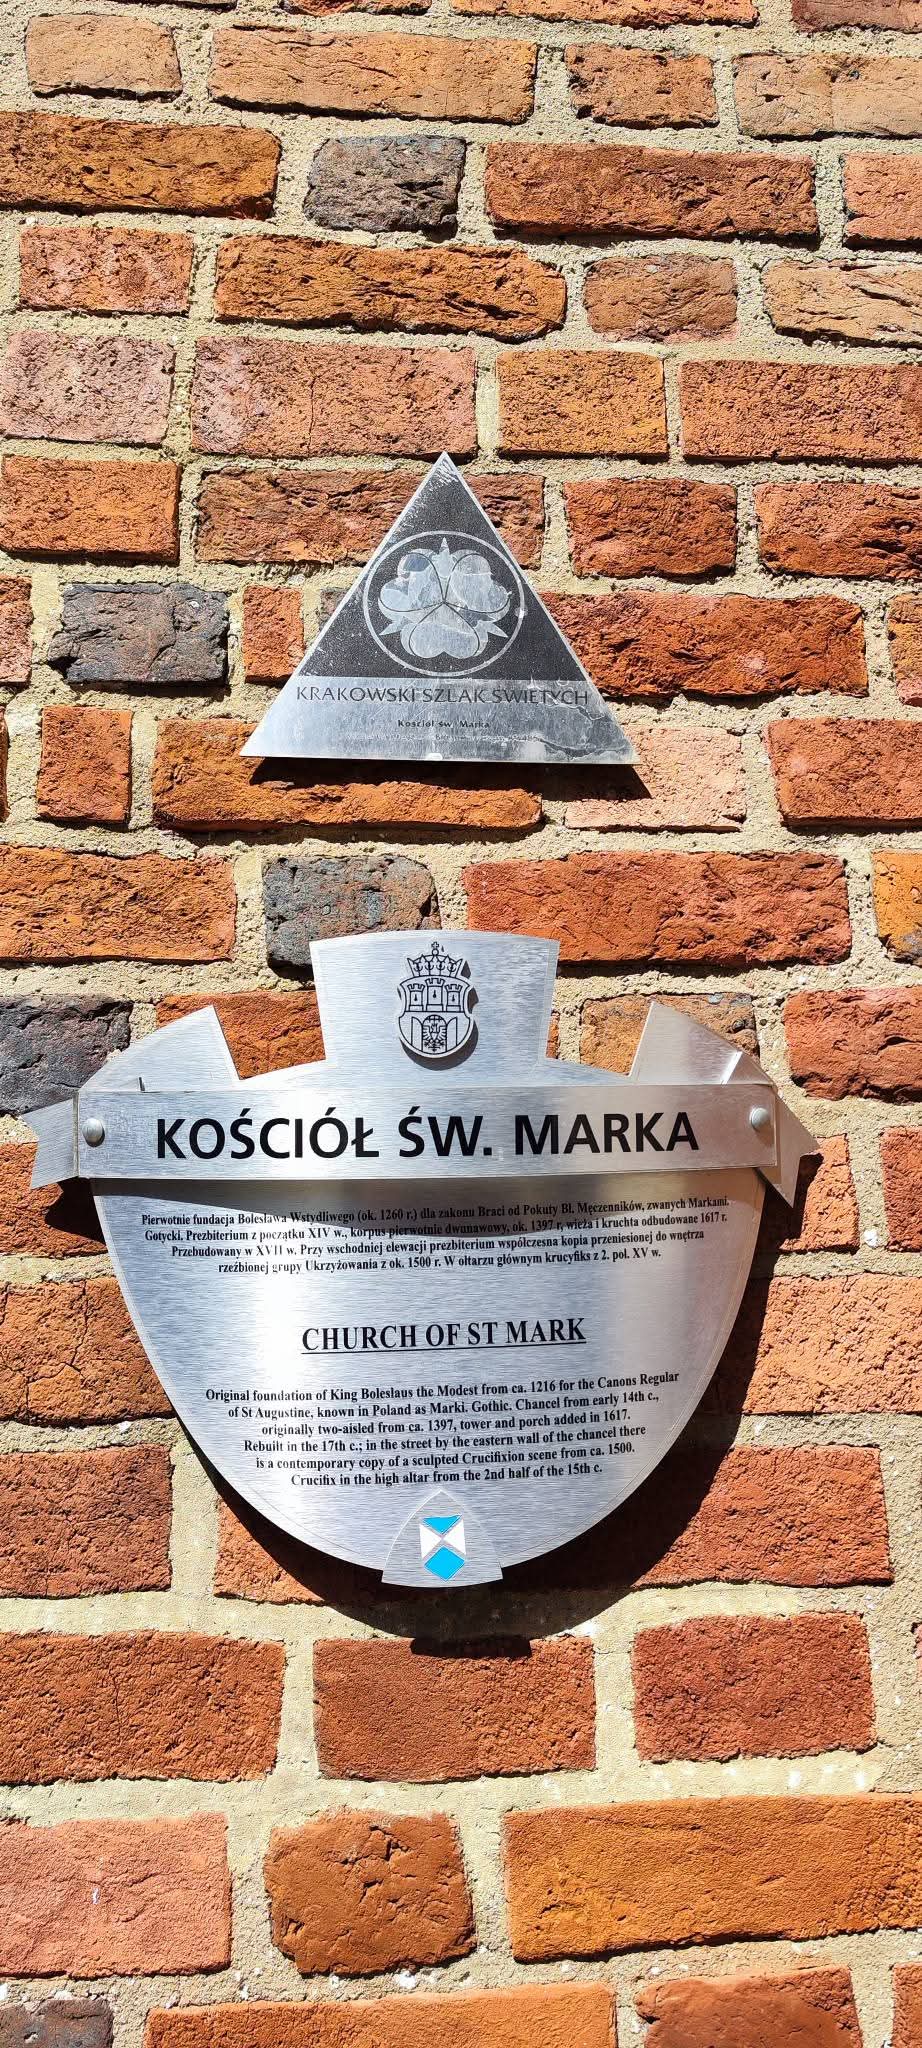 KRAKOWSKI SZLAK ŚWIĘTYCH
Kościół św. Marka
KOŚCIÓŁ ŚW. MARKA
Pierwotnie fundacja Bolesława Wstydliwego (ok. 1260 r.) dla zakonu Braci od Pokuty Bł. Męczenników, zwanych Markami.
Gotycki. Prezbiterium z początku XIV w., korpus pierwotnie dwunawowy, ok. 1397 r, wieża i kruchta odbudowane 1617 r.
Przebudowany w XVII w. Przy wschodniej elewacji prezbiterium współczesna kopia przeniesionej do wnętrza
rzeźbionej grupy Ukrzyżowania z ok. 1500 r. W ołtarzu głównym krucyfiks z 2. poł. XV w.
CHURCH OF ST MARK
Original foundation of King Boleslaus the Modest from ca. 1216 for the Canons Regular
of St Augustine, known in Poland as Marki. Gothic. Chancel from early 14th c.,
originally two-aisled from ca. 1397, tower and porch added in 1617.
Rebuilt in the 17th c.; in the street by the eastern wall of the chancel there
is a contemporary copy of a sculpted Crucifixion scene from ca. 1500.
Crucifix in the high altar from the 2nd half of the 15th c.